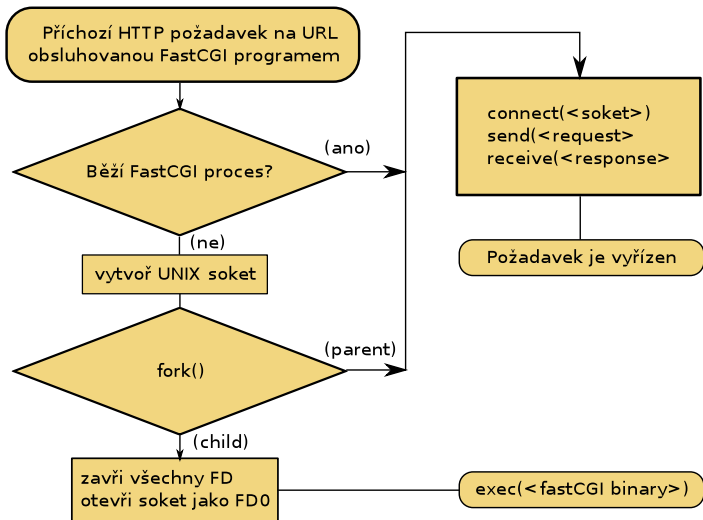 Příchozí HTTP požadavek na URL
obsluhovanou FastCGI programem
Běží FastCGI proces?
(ano)
(ne)
vytvoř UNIX soket
fork()
(parent)
(child)
zavři všechny FD
otevři soket jako FD0
connect(<soket>)
send(<request>
receive(<response>
Požadavek je vyřízen
exec(<fastCGI binary>)